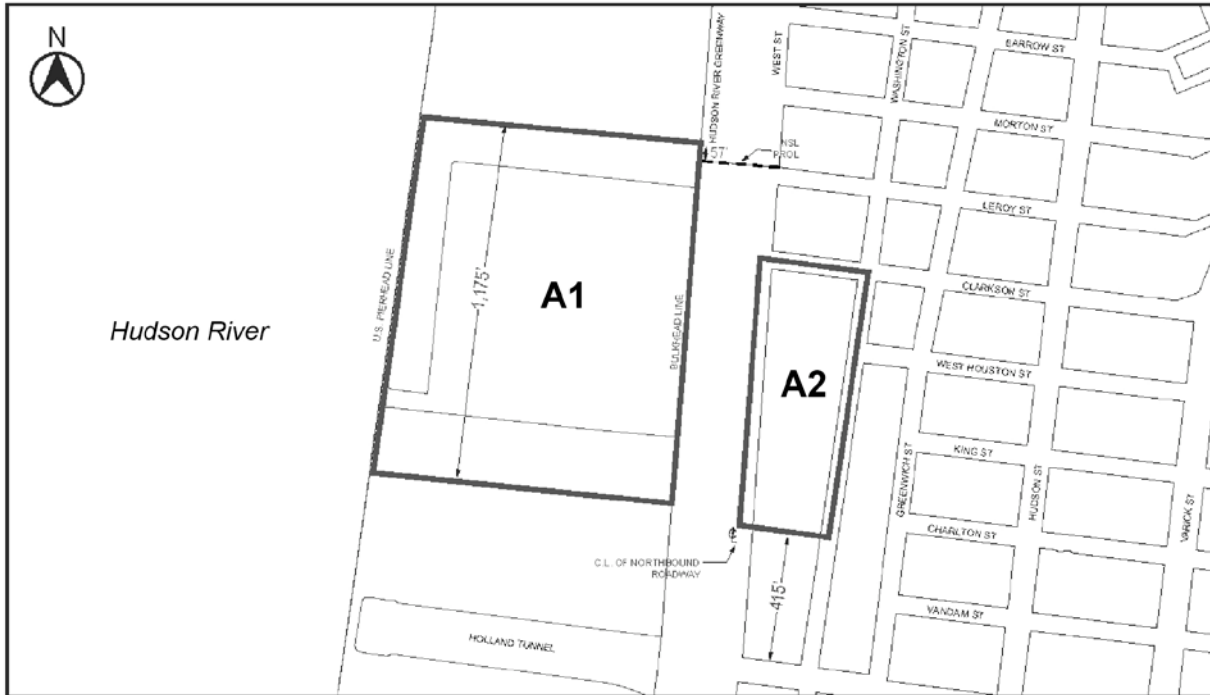 N
BARROW ST
WEST ST
WASHINGTON ST
HUDSON RIVER GREENWAY
MORTON ST
57'
NSL
PROL
LEROY ST
U.S. PIERHEAD LINE
1,175'
A1
BULKHEAD LINE
CLARKSON ST
Hudson River
WEST HOUSTON ST
A2
KING ST
GREENWICH ST
HUDSON ST
VARICK ST
CHARLTON ST
C.L. OF NORTHBOUND
ROADWAY
415'
VANDAM ST
HOLLAND TUNNEL